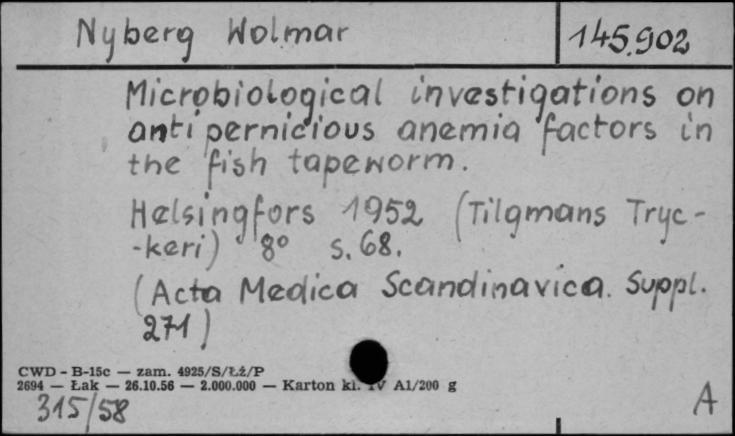 Nyberg Wolmar
145.902
Microbiological investigations on
antipernicious anemia factors in
the fish tapeworm.
Helsingfors 1952 (Tilgmans Tryc-
-keri) 8° s. 68.
(Acta Medica Scandinavica. Suppl.
271)
CWD - B-15c — zam. 4925/S/Łź/P
2694 — Łak — 26.10.56 — 2.000.000 — Karton kl. IV A1/200 g
315/58
A